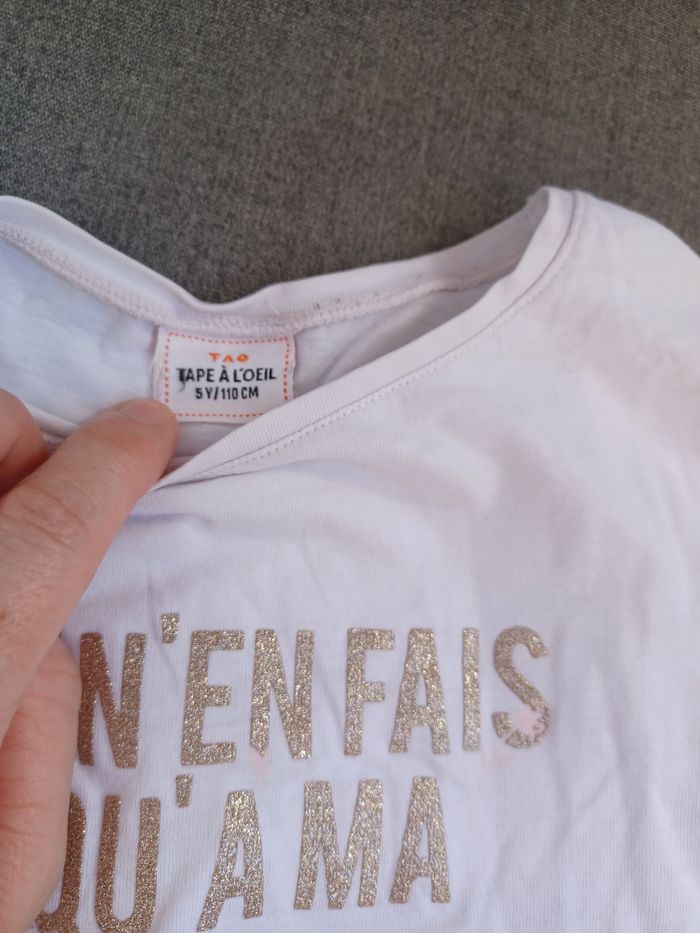 TAO
TAPE À L'OEIL
5Y/110 CM
N'EN FAIS
QU'A MA